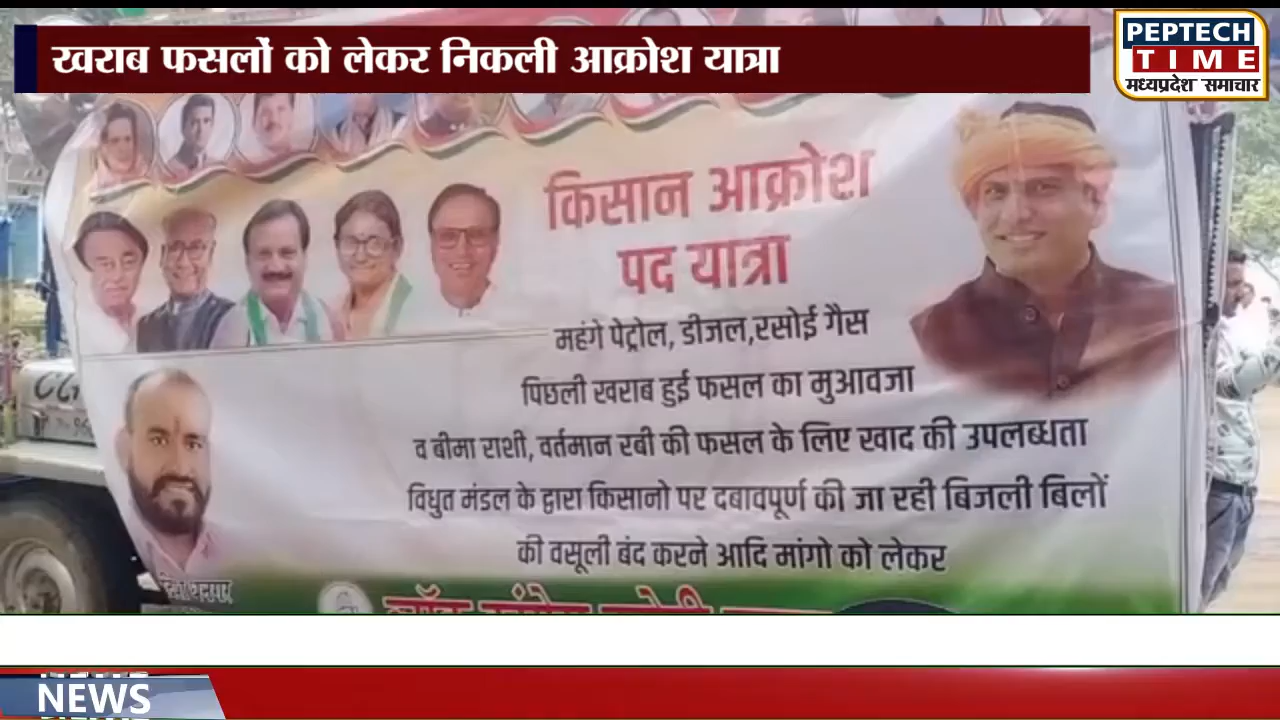 खराब फसलों को लेकर निकली आक्रोश यात्रा
PEPTECH
TIME
मध्यप्रदेश समाचार
किसान आक्रोश
पद यात्रा
महंगे पेट्रोल, डीजल,रसोई गैस
पिछली खराब हुई फसल का मुआवजा
व बीमा राशी, वर्तमान रबी की फसल के लिए खाद की उपलब्धता
विधुत मंडल के द्वारा किसानो पर दबावपूर्ण की जा रही बिजली बिलों
की वसूली बंद करने आदि मांगो को लेकर
NEWS